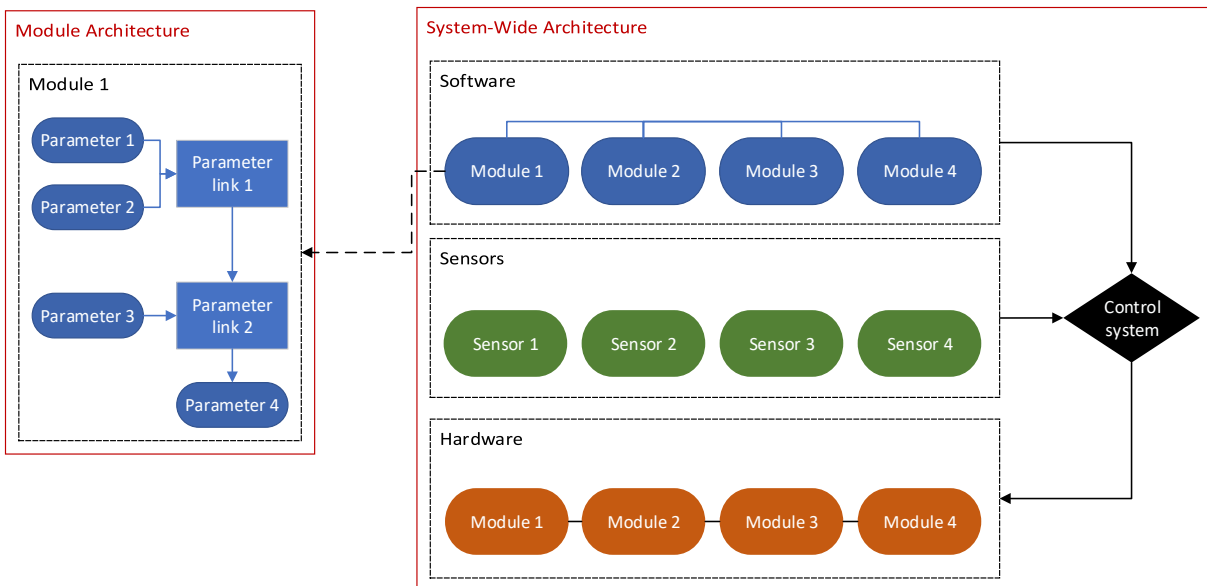 Module Architecture
Module 1
Parameter 1
Parameter 2
Parameter
link 1
Parameter 3
Parameter
link 2
Parameter 4
System-Wide Architecture
Software
Module 1
Module 2
Module 3
Module 4
Sensors
Sensor 1
Sensor 2
Sensor 3
Sensor 4
Control
system
Hardware
Module 1
Module 2
Module 3
Module 4